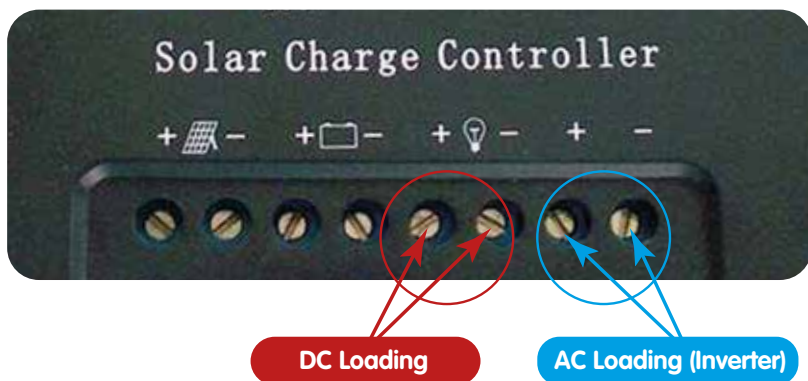 Solar Charge Controller
+ - + - + - + -
DC Loading
AC Loading (Inverter)